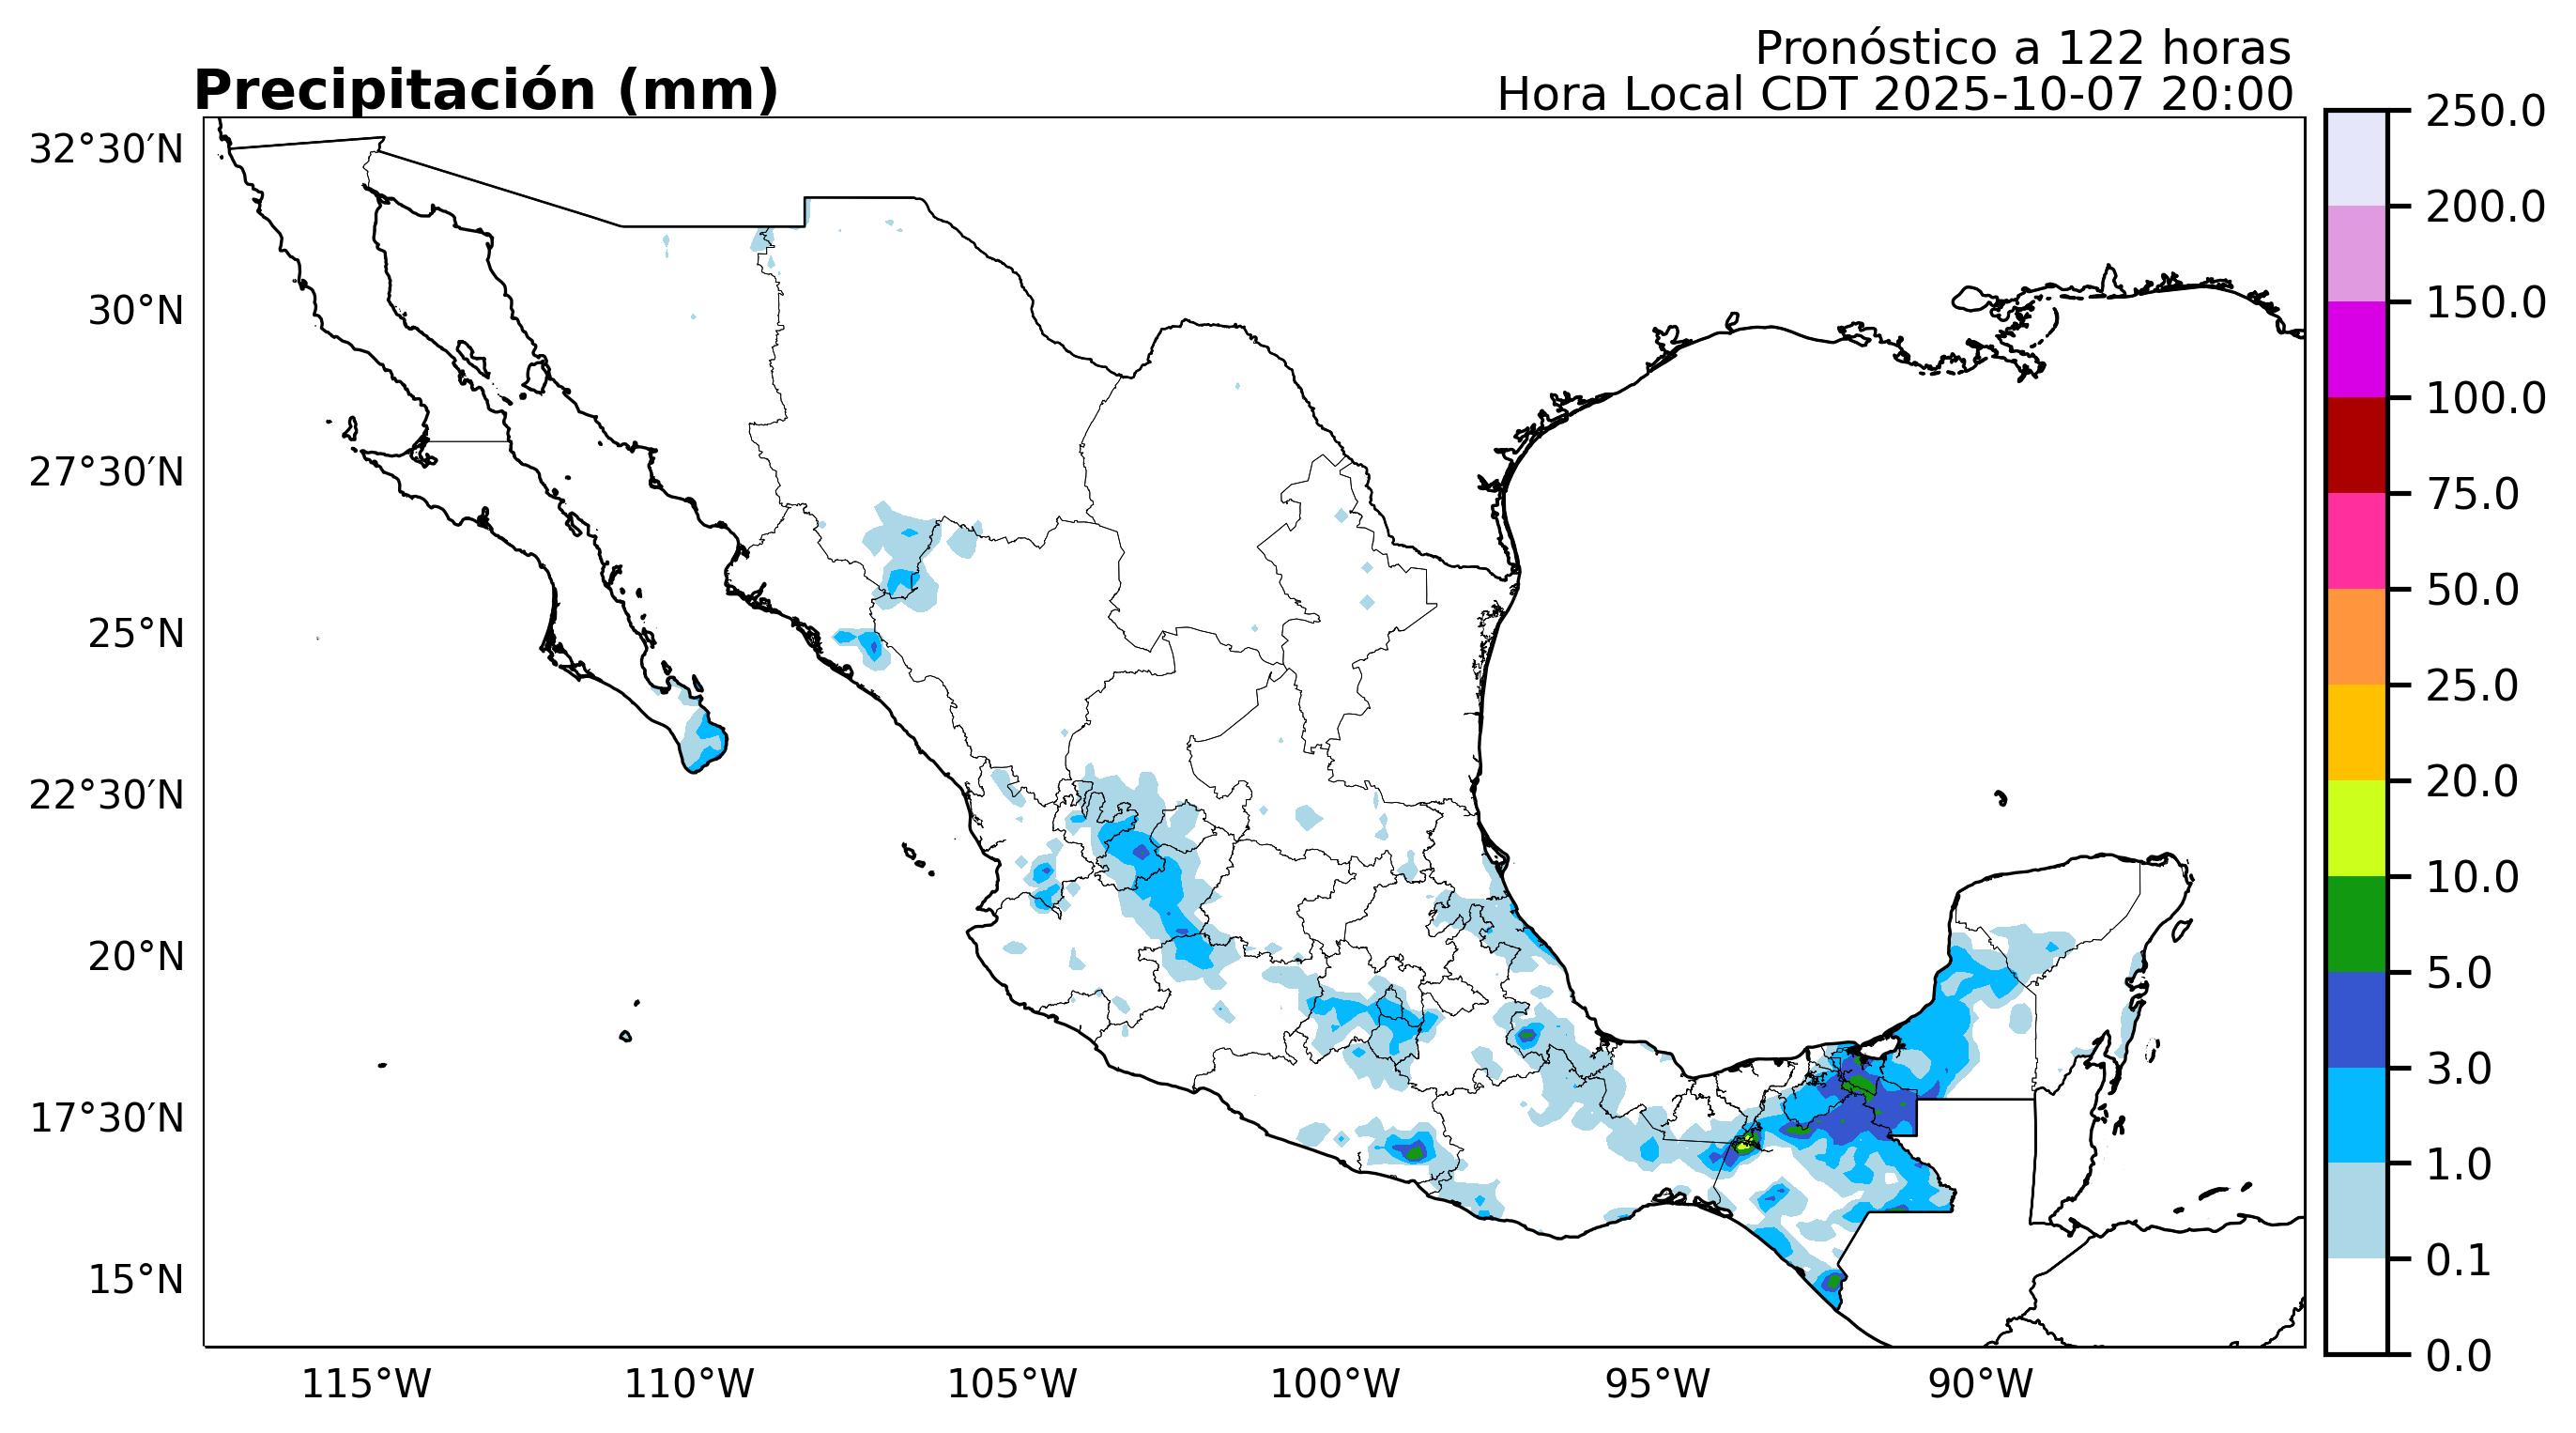 Pronóstico a 122 horas
Precipitación (mm)
Hora Local CDT 2025-10-07 20:00
32°30′N
30°N
27°30′N
25°N
22°30′N
20°N
17°30′N
15°N
115°W
110°W
105°W
100°W
95°W
90°W
250.0
200.0
150.0
100.0
75.0
50.0
25.0
20.0
10.0
5.0
3.0
1.0
0.1
0.0